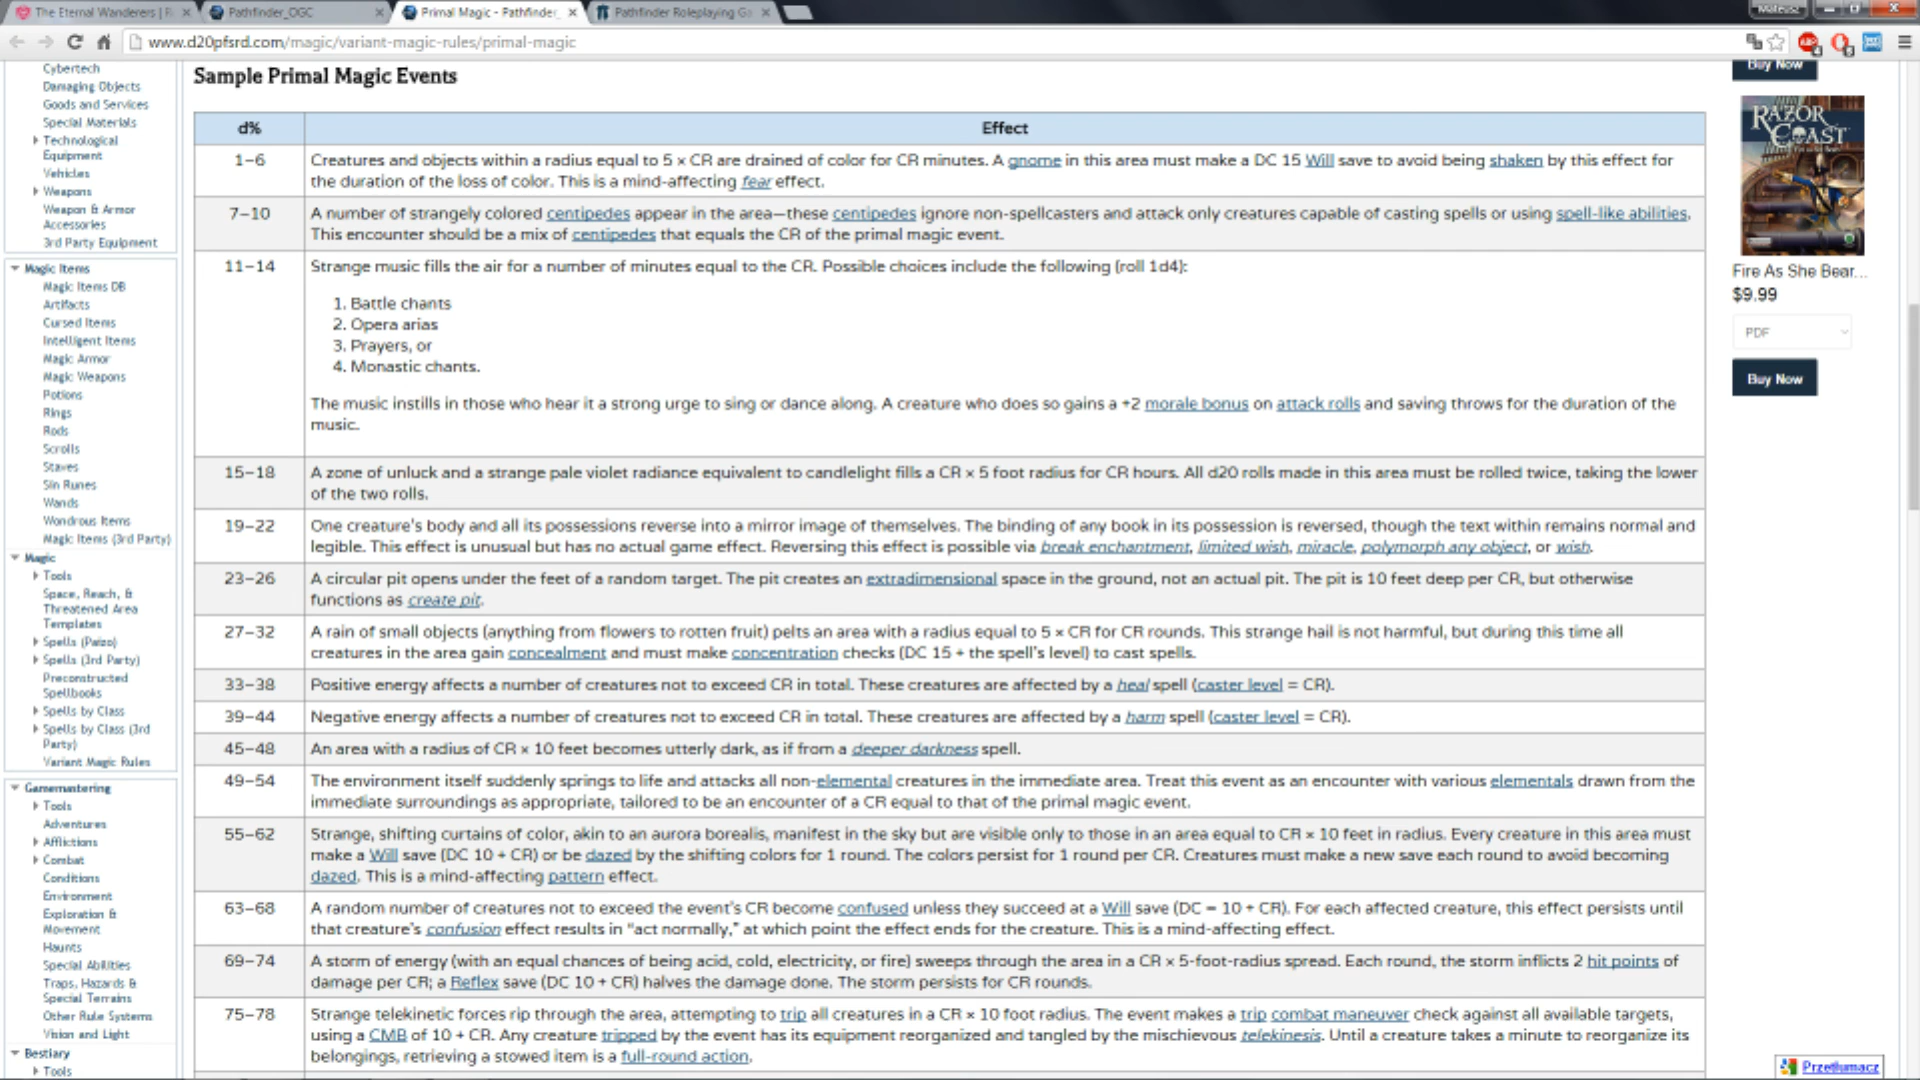 The Eternal Wanderers | R
Pathfinder_OGC
Primal Magic - Pathfinder_
Pathfinder Roleplaying Ga
Mateusz
www.d20pfsrd.com/magic/variant-magic-rules/primal-magic
Cybertech
Damaging Objects
Goods and Services
Special Materials
Technological
Equipment
Vehicles
Weapons
Weapon & Armor
Accessories
3rd Party Equipment
Magic Items
Magic Items DB
Artifacts
Cursed Items
Intelligent Items
Magic Armor
Magic Weapons
Potions
Rings
Rods
Scrolls
Staves
Sin Runes
Wands
Wondrous Items
Magic Items (3rd Party)
Magic
Tools
Space, Reach, &
Threatened Area
Templates
Spells (Paizo)
Spells (3rd Party)
Preconstructed
Spellbooks
Spells by Class
Spells by Class (3rd
Party)
Variant Magic Rules
Gamemastering
Tools
Adventures
Afflictions
Combat
Conditions
Environment
Exploration &
Movement
Haunts
Special Abilities
Traps, Hazards &
Special Terrains
Other Rule Systems
Vision and Light
Bestiary
Tools
Sample Primal Magic Events
d% Effect
1–6 Creatures and objects within a radius equal to 5 × CR are drained of color for CR minutes. A gnome in this area must make a DC 15 Will save to avoid being shaken by this effect for
the duration of the loss of color. This is a mind-affecting fear effect.
7–10 A number of strangely colored centipedes appear in the area—these centipedes ignore non-spellcasters and attack only creatures capable of casting spells or using spell-like abilities.
This encounter should be a mix of centipedes that equals the CR of the primal magic event.
11–14 Strange music fills the air for a number of minutes equal to the CR. Possible choices include the following (roll 1d4):
1. Battle chants
2. Opera arias
3. Prayers, or
4. Monastic chants.
The music instills in those who hear it a strong urge to sing or dance along. A creature who does so gains a +2 morale bonus on attack rolls and saving throws for the duration of the
music.
15–18 A zone of unluck and a strange pale violet radiance equivalent to candlelight fills a CR × 5 foot radius for CR hours. All d20 rolls made in this area must be rolled twice, taking the lower
of the two rolls.
19–22 One creature's body and all its possessions reverse into a mirror image of themselves. The binding of any book in its possession is reversed, though the text within remains normal and
legible. This effect is unusual but has no actual game effect. Reversing this effect is possible via break enchantment, limited wish, miracle, polymorph any object, or wish.
23–26 A circular pit opens under the feet of a random target. The pit creates an extradimensional space in the ground, not an actual pit. The pit is 10 feet deep per CR, but otherwise
functions as create pit.
27–32 A rain of small objects (anything from flowers to rotten fruit) pelts an area with a radius equal to 5 × CR for CR rounds. This strange hail is not harmful, but during this time all
creatures in the area gain concealment and must make concentration checks (DC 15 + the spell's level) to cast spells.
33–38 Positive energy affects a number of creatures not to exceed CR in total. These creatures are affected by a heal spell (caster level = CR).
39–44 Negative energy affects a number of creatures not to exceed CR in total. These creatures are affected by a harm spell (caster level = CR).
45–48 An area with a radius of CR × 10 feet becomes utterly dark, as if from a deeper darkness spell.
49–54 The environment itself suddenly springs to life and attacks all non-elemental creatures in the immediate area. Treat this event as an encounter with various elementals drawn from the
immediate surroundings as appropriate, tailored to be an encounter of a CR equal to that of the primal magic event.
55–62 Strange, shifting curtains of color, akin to an aurora borealis, manifest in the sky but are visible only to those in an area equal to CR × 10 feet in radius. Every creature in this area must
make a Will save (DC 10 + CR) or be dazed by the shifting colors for 1 round. The colors persist for 1 round per CR. Creatures must make a new save each round to avoid becoming
dazed. This is a mind-affecting pattern effect.
63–68 A random number of creatures not to exceed the event's CR become confused unless they succeed at a Will save (DC = 10 + CR). For each affected creature, this effect persists until
that creature's confusion effect results in "act normally," at which point the effect ends for the creature. This is a mind-affecting effect.
69–74 A storm of energy (with an equal chances of being acid, cold, electricity, or fire) sweeps through the area in a CR × 5-foot-radius spread. Each round, the storm inflicts 2 hit points of
damage per CR; a Reflex save (DC 10 + CR) halves the damage done. The storm persists for CR rounds.
75–78 Strange telekinetic forces rip through the area, attempting to trip all creatures in a CR × 10 foot radius. The event makes a trip combat maneuver check against all available targets,
using a CMB of 10 + CR. Any creature tripped by the event has its equipment reorganized and tangled by the mischievous telekinesis. Until a creature takes a minute to reorganize its
belongings, retrieving a stowed item is a full-round action.
Buy Now
RAZOR
COAST
Fire As She Bear...
$9.99
PDF
Buy Now
Przetłumacz